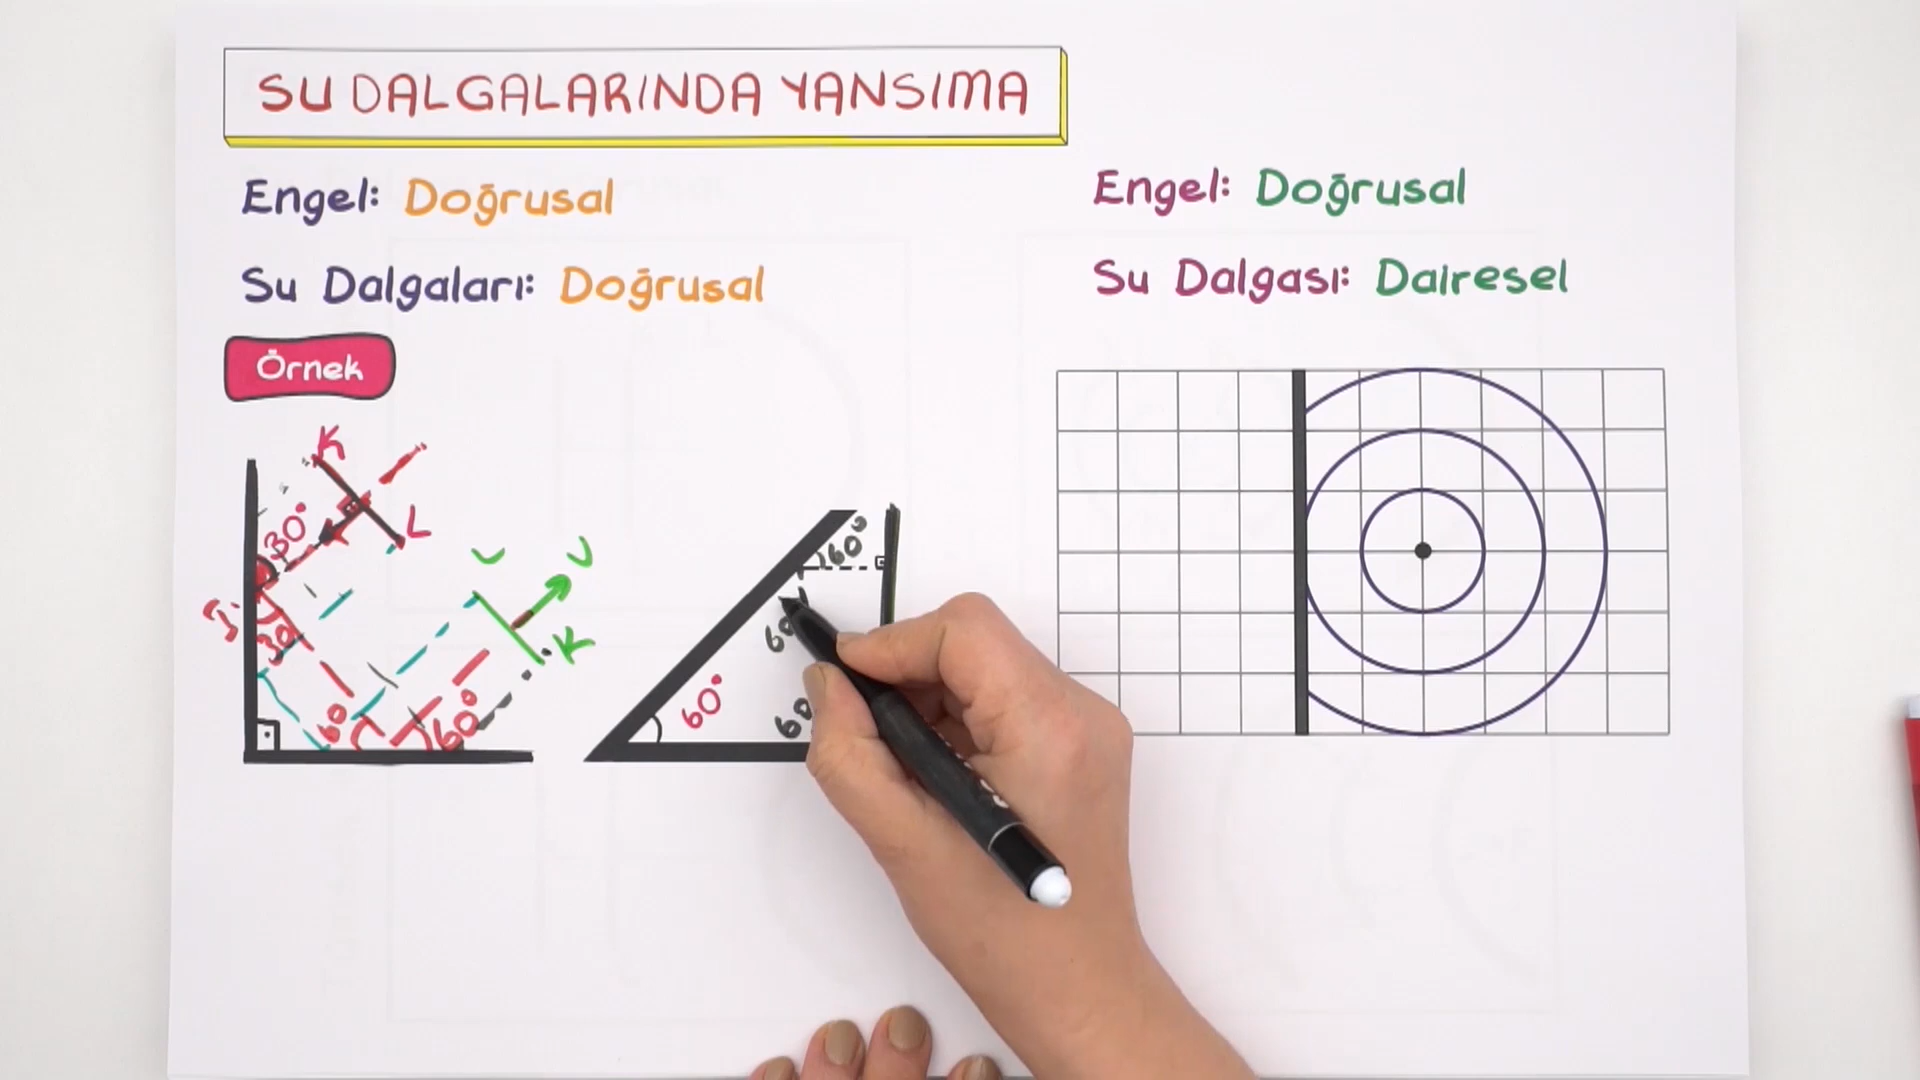 SU DALGALARINDA YANSIMA
Engel: Doğrusal
Su Dalgaları: Doğrusal
Örnek
K
30°
L
30
60
60°
K
60°
60°
60
60
Engel: Doğrusal
Su Dalgası: Dairesel